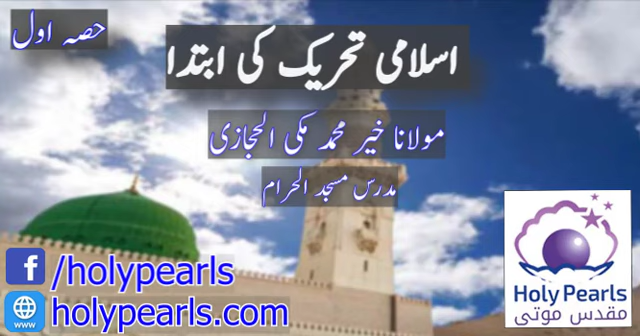 حصہ اول
اسلامی تحریک کی ابتدا
مولانا خیر محمد مکی الحجازی
مدرس مسجد الحرام
/holypearls
holypearls.com
Holy Pearls
مقدس موتی